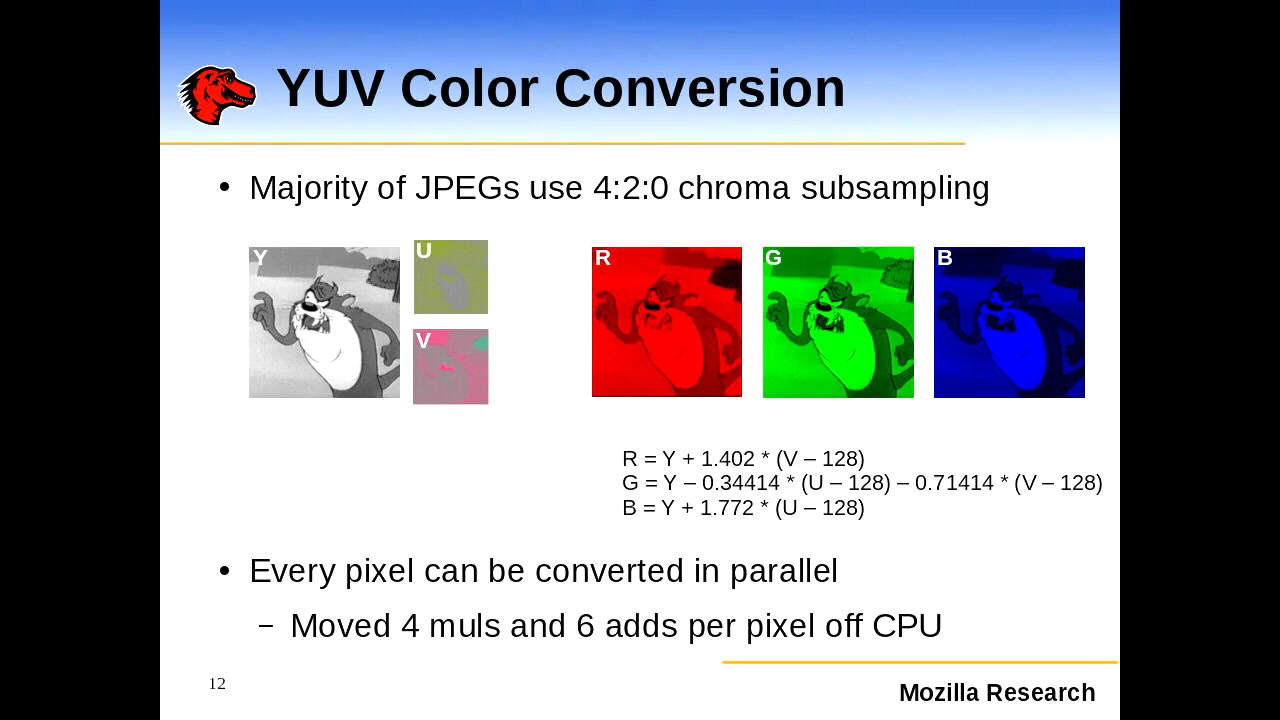 YUV Color Conversion
• Majority of JPEGs use 4:2:0 chroma subsampling
Y
U
V
R
G
B
R = Y + 1.402 * (V – 128)
G = Y – 0.34414 * (U – 128) – 0.71414 * (V – 128)
B = Y + 1.772 * (U – 128)
• Every pixel can be converted in parallel
– Moved 4 muls and 6 adds per pixel off CPU
12
Mozilla Research